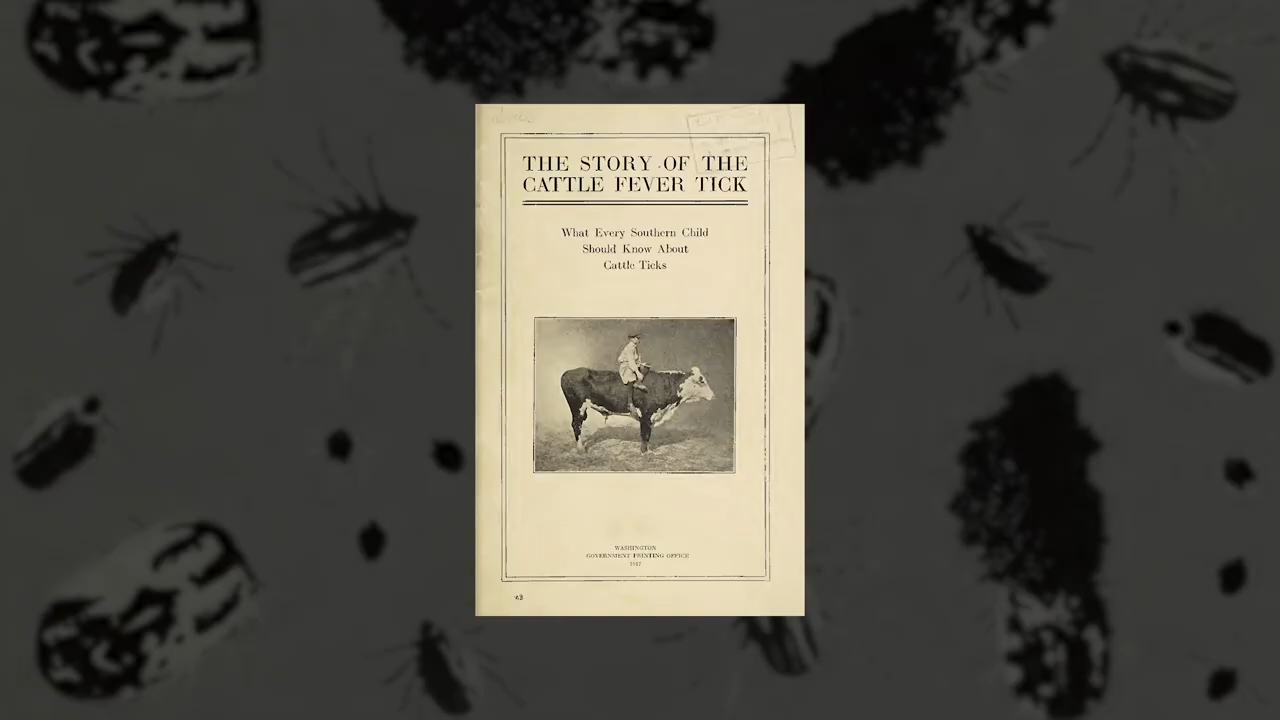 THE STORY OF THE
CATTLE FEVER TICK
What Every Southern Child
Should Know About
Cattle Ticks
WASHINGTON
GOVERNMENT PRINTING OFFICE
1917